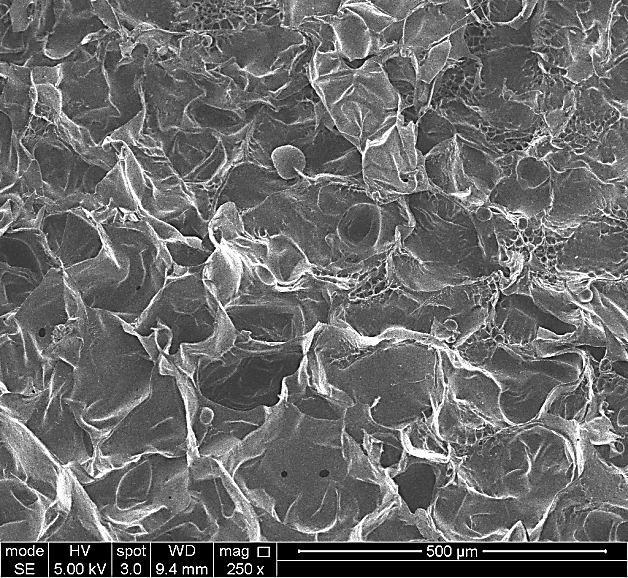 mode HV spot WD mag □ 500 µm
SE 5.00 kV 3.0 9.4 mm 250 x